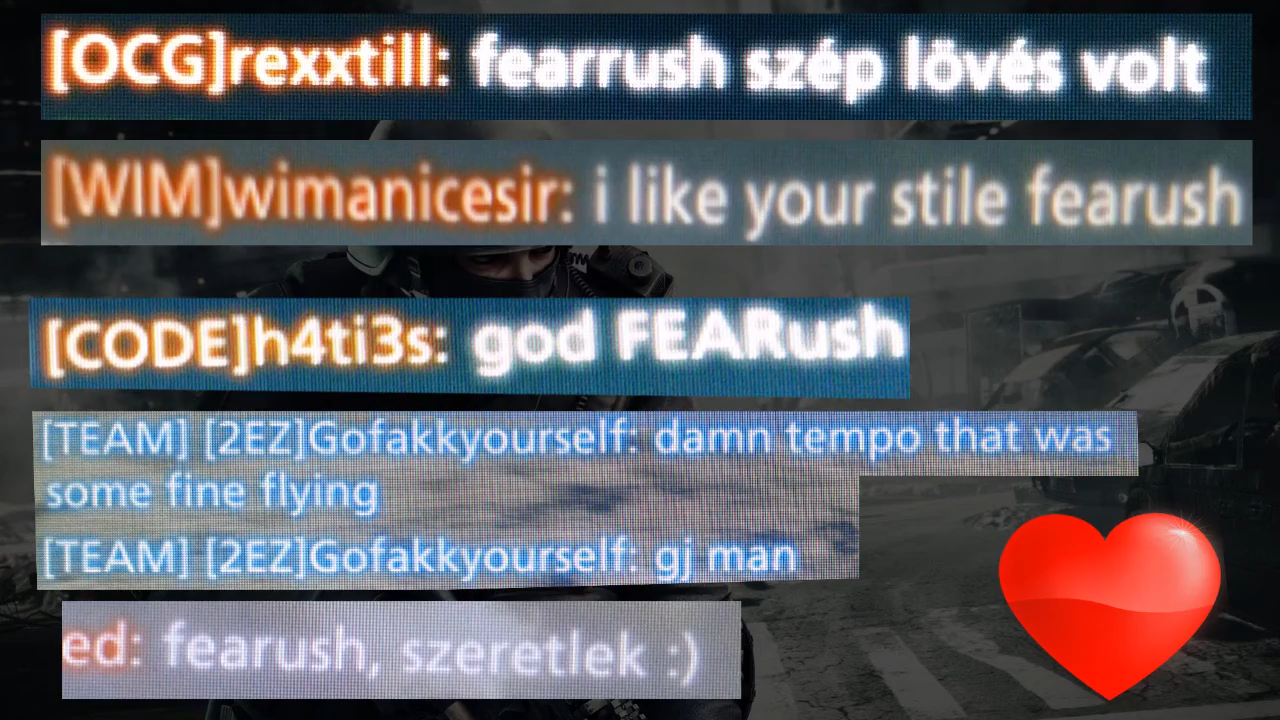 [OCG]rexxtill: fearrush szép lövés volt
[WIM]wimanicesir: i like your stile fearush
[CODE]h4ti3s: god FEARush
[TEAM] [2EZ]Gofakkyourself: damn tempo that was
some fine flying
[TEAM] [2EZ]Gofakkyourself: gj man
ed: fearush, szeretlek :)